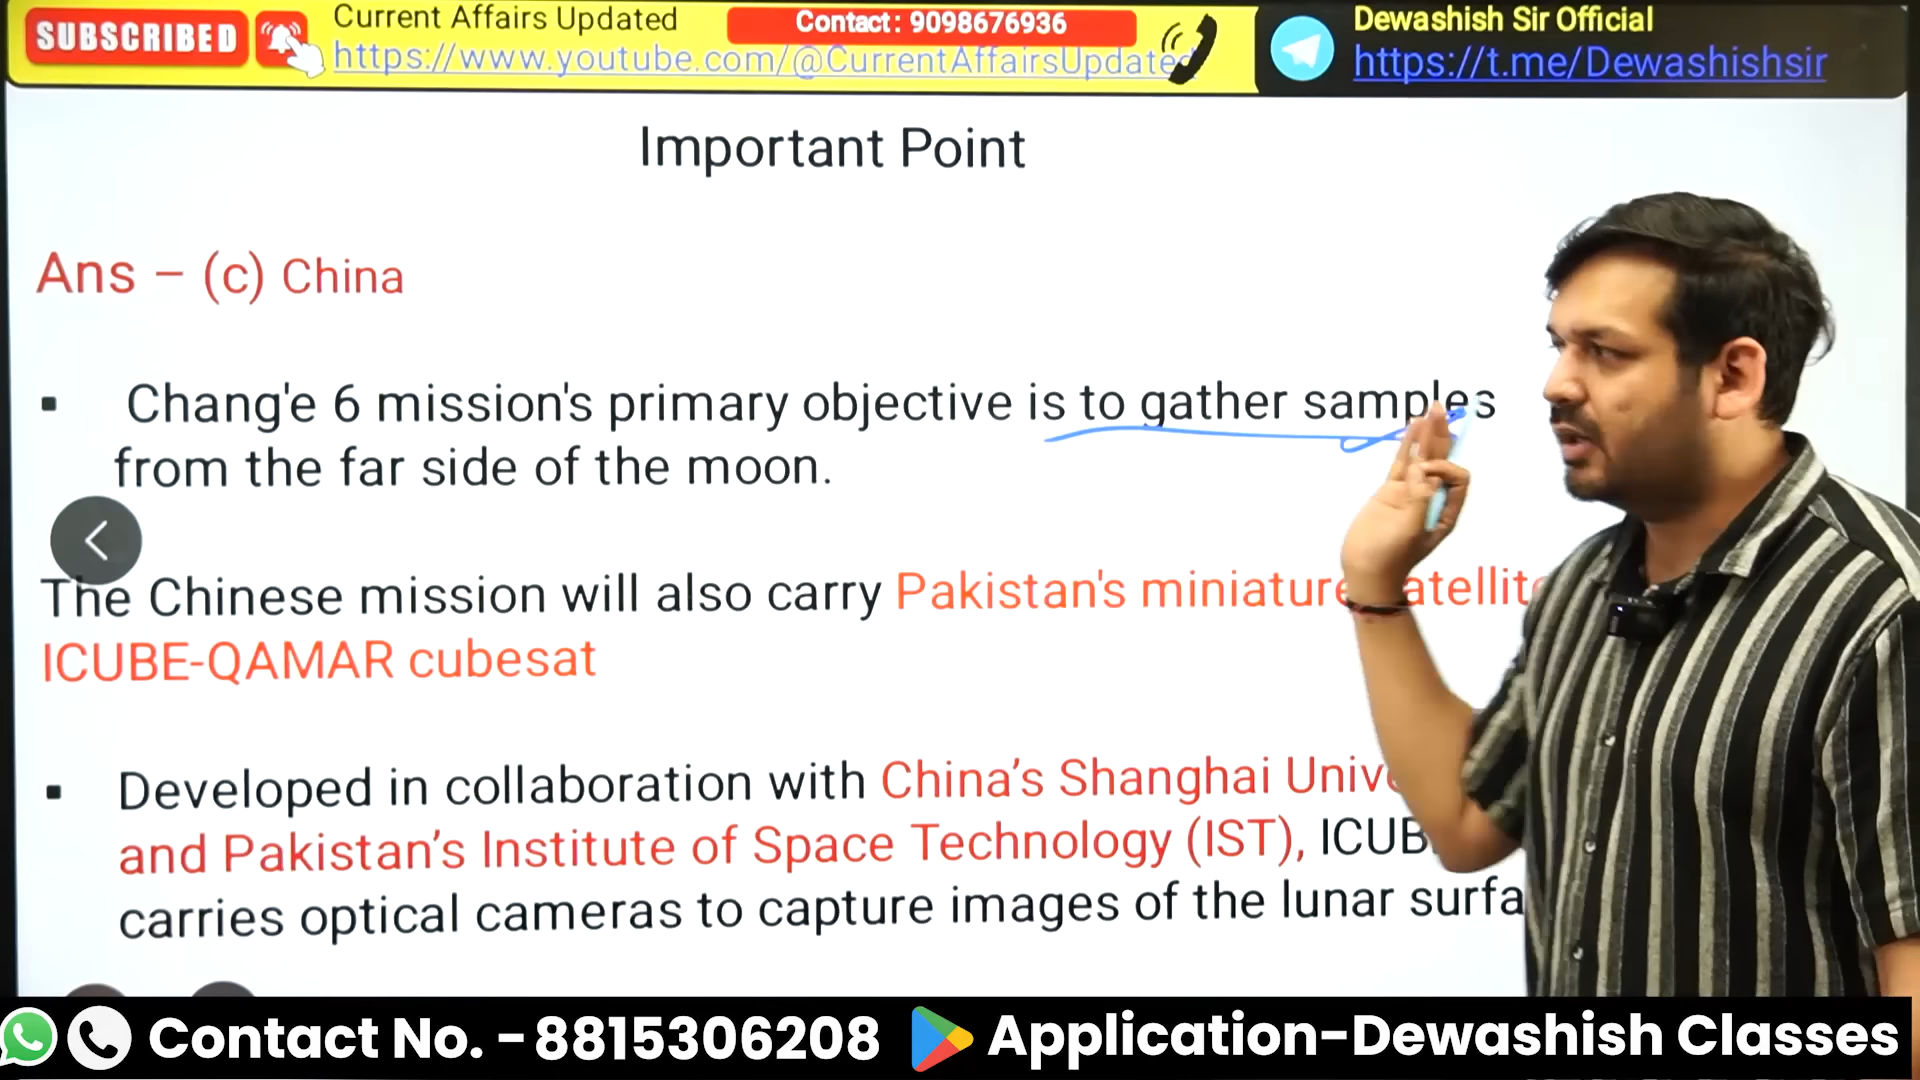 SUBSCRIBED
Current Affairs Updated
https://www.youtube.com/@CurrentAffairsUpdated
Contact: 9098676936
Dewashish Sir Official
https://t.me/Dewashishsir
Important Point
Ans – (c) China
▪ Chang'e 6 mission's primary objective is to gather samples
from the far side of the moon.
The Chinese mission will also carry Pakistan's miniature
ICUBE-QAMAR cubesat
▪ Developed in collaboration with China's Shanghai
and Pakistan's Institute of Space Technology (IST),
carries optical cameras to capture images of the lunar
Contact No. - 8815306208
Application-Dewashish Classes